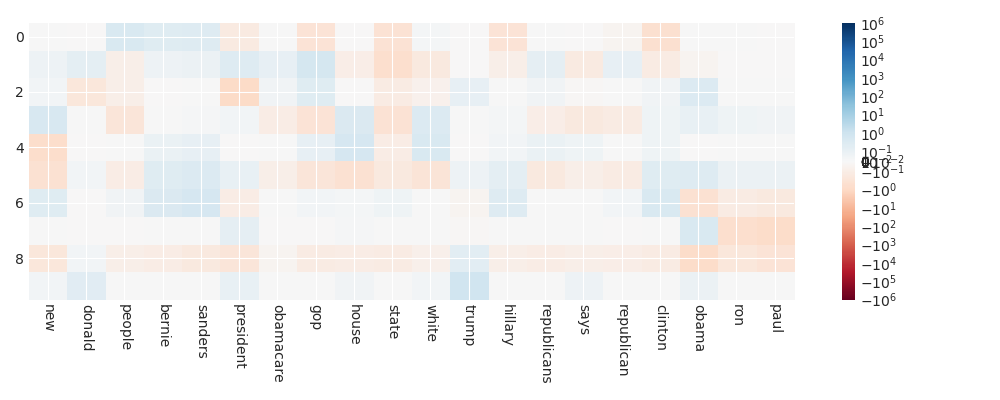 0
2
4
6
8
new
donald
people
bernie
sanders
president
obamacare
gop
house
state
white
trump
hillary
republicans
says
republican
clinton
obama
ron
paul
10^6
10^5
10^4
10^3
10^2
10^1
10^0
10^−1
−10^−1
−10^0
−10^1
−10^2
−10^3
−10^4
−10^5
−10^6